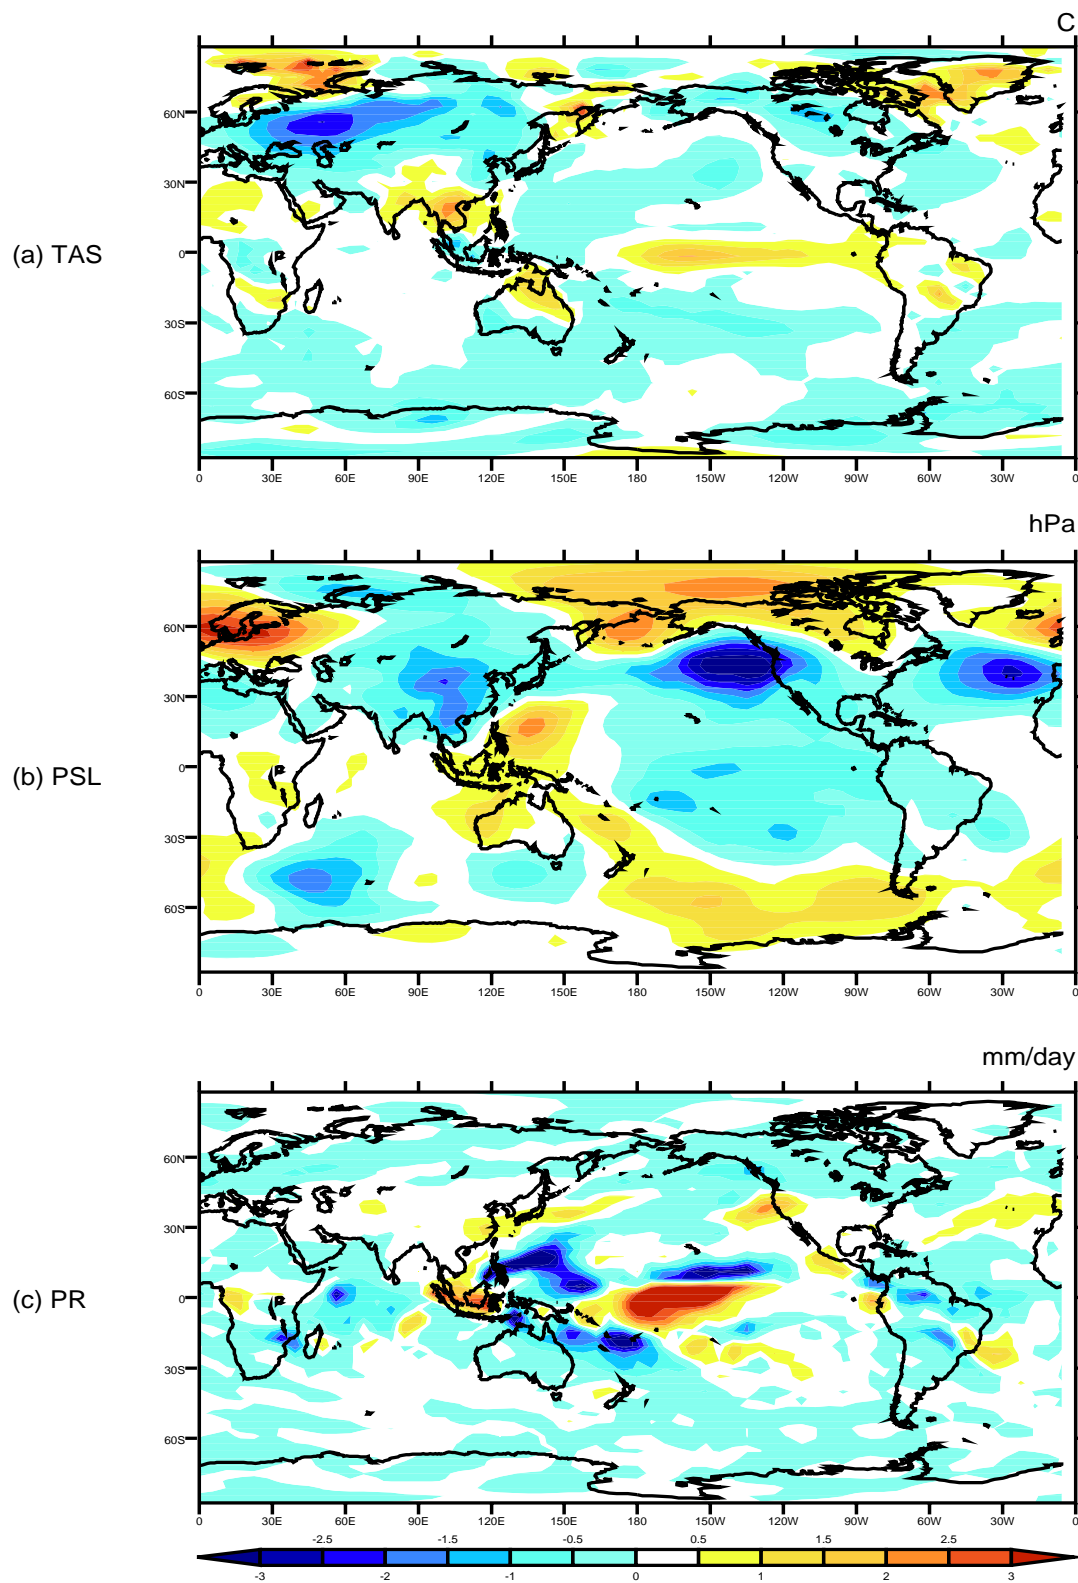 C
(a) TAS
60N
30N
0
30S
60S
0 30E 60E 90E 120E 150E 180 150W 120W 90W 60W 30W 0
hPa
(b) PSL
60N
30N
0
30S
60S
0 30E 60E 90E 120E 150E 180 150W 120W 90W 60W 30W 0
mm/day
(c) PR
60N
30N
0
30S
60S
0 30E 60E 90E 120E 150E 180 150W 120W 90W 60W 30W 0
-2.5 -1.5 -0.5 0.5 1.5 2.5
-3 -2 -1 0 1 2 3